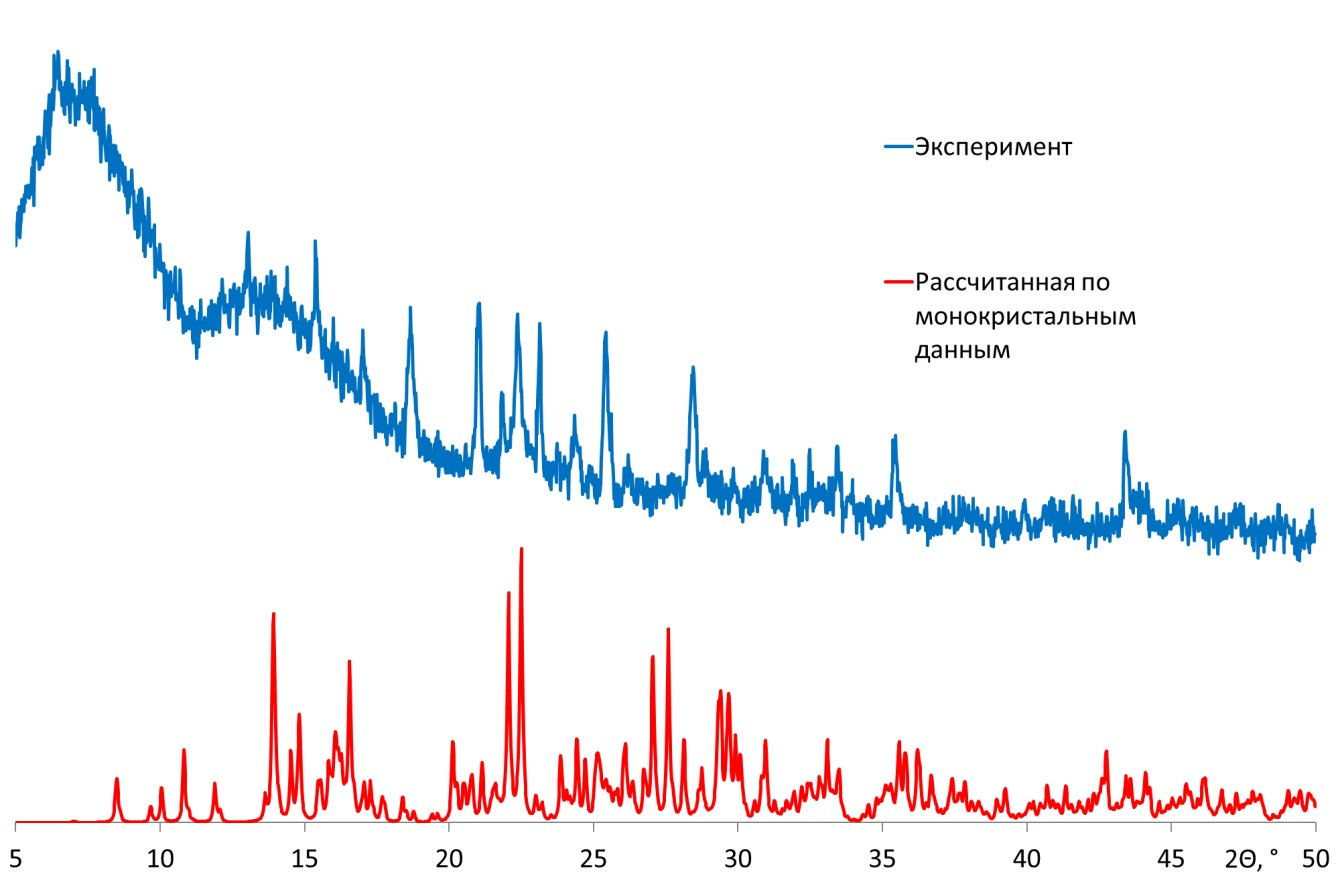 Эксперимент
Рассчитанная по
монокристальным
данным
5 10 15 20 25 30 35 40 45 2Θ, ° 50